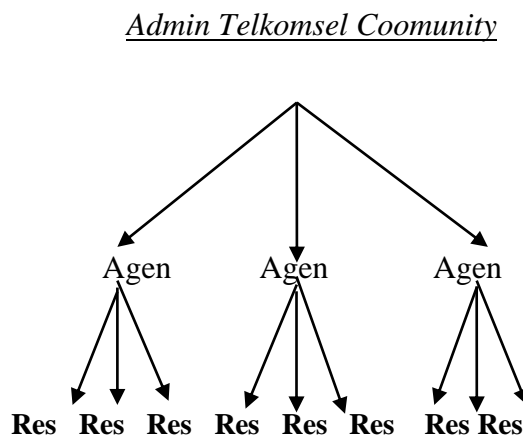 Admin Telkomsel Coomunity
Agen Agen Agen
Res Res Res Res Res Res Res Res